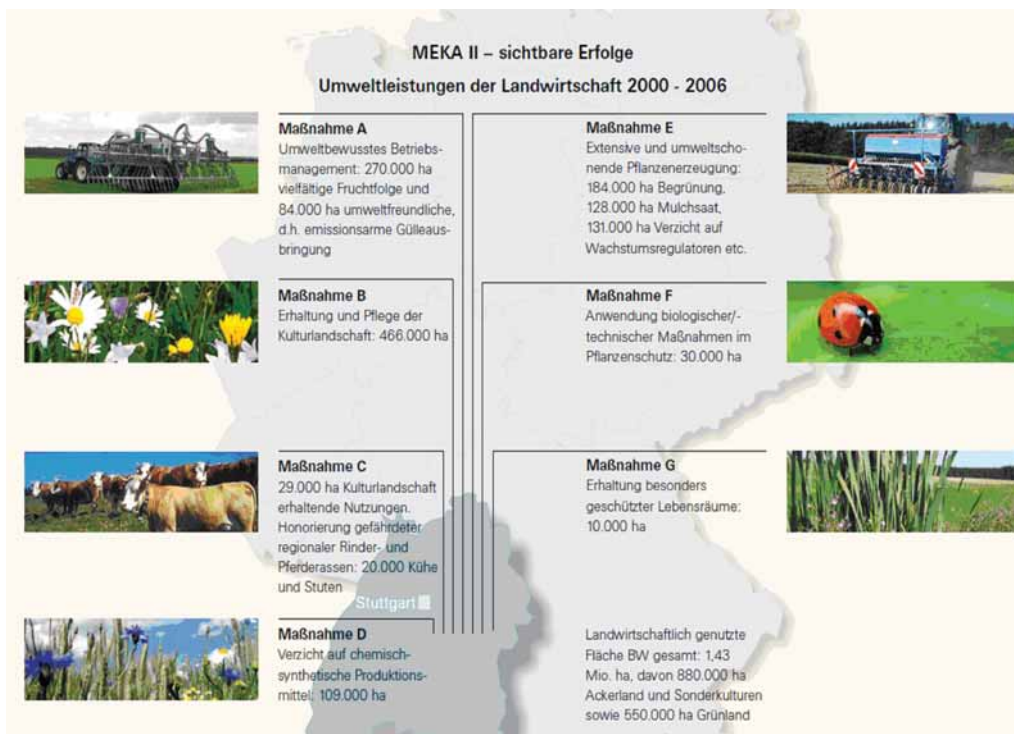 MEKA II – sichtbare Erfolge
Umweltleistungen der Landwirtschaft 2000 - 2006
Maßnahme A
Umweltbewusstes Betriebs-
management: 270.000 ha
vielfältige Fruchtfolge und
84.000 ha umweltfreundliche,
d.h. emissionsarme Gülleaus-
bringung
Maßnahme B
Erhaltung und Pflege der
Kulturlandschaft: 466.000 ha
Maßnahme C
29.000 ha Kulturlandschaft
erhaltende Nutzungen.
Honorierung gefährdeter
regionaler Rinder- und
Pferderassen: 20.000 Kühe
und Stuten
Stuttgart
Maßnahme D
Verzicht auf chemisch-
synthetische Produktions-
mittel: 109.000 ha
Maßnahme E
Extensive und umweltscho-
nende Pflanzenerzeugung:
184.000 ha Begrünung,
128.000 ha Mulchsaat,
131.000 ha Verzicht auf
Wachstumsregulatoren etc.
Maßnahme F
Anwendung biologischer/-
technischer Maßnahmen im
Pflanzenschutz: 30.000 ha
Maßnahme G
Erhaltung besonders
geschützter Lebensräume:
10.000 ha
Landwirtschaftlich genutzte
Fläche BW gesamt: 1,43
Mio. ha, davon 880.000 ha
Ackerland und Sonderkulturen
sowie 550.000 ha Grünland